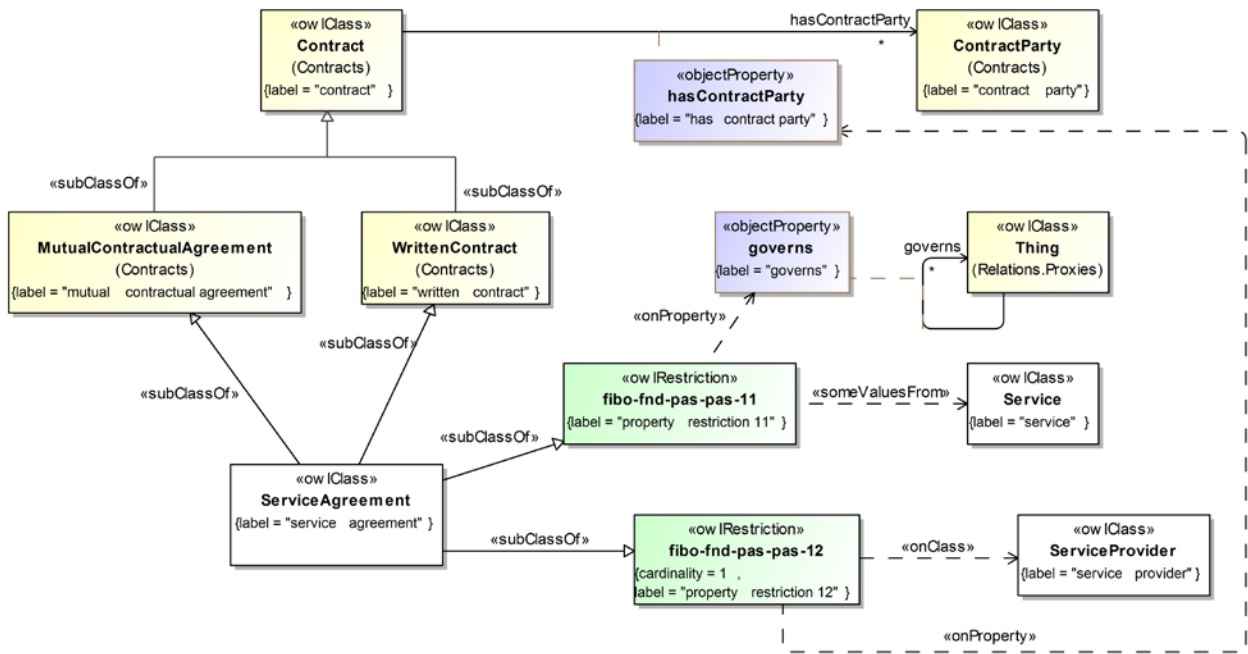 «owlClass»
Contract
(Contracts)
{label = "contract" }
hasContractParty
*
«owlClass»
ContractParty
(Contracts)
{label = "contract party"}
«objectProperty»
hasContractParty
{label = "has contract party" }
«subClassOf»
«subClassOf»
«owlClass»
MutualContractualAgreement
(Contracts)
{label = "mutual contractual agreement" }
«owlClass»
WrittenContract
(Contracts)
{label = "written contract" }
«objectProperty»
governs
{label = "governs" }
governs
*
«owlClass»
Thing
(Relations.Proxies)
«onProperty»
«subClassOf»
«subClassOf»
«owlRestriction»
fibo-fnd-pas-pas-11
{label = "property restriction 11" }
«someValuesFrom»
«owlClass»
Service
{label = "service" }
«subClassOf»
«owlClass»
ServiceAgreement
{label = "service agreement" }
«subClassOf»
«owlRestriction»
fibo-fnd-pas-pas-12
{cardinality = 1 ,
label = "property restriction 12" }
«onClass»
«owlClass»
ServiceProvider
{label = "service provider" }
«onProperty»